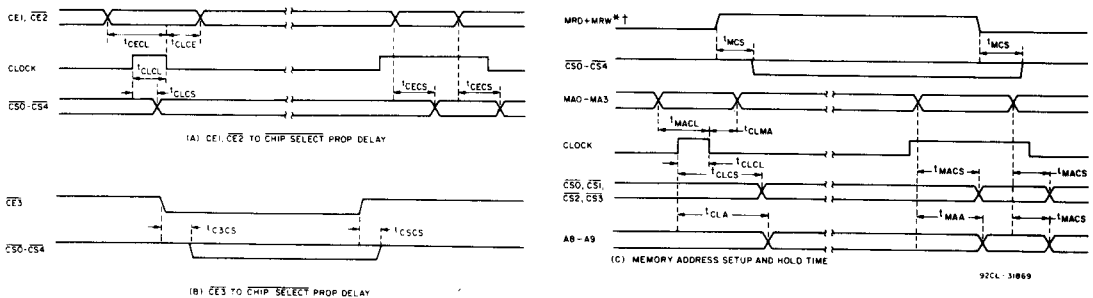 CE1, CE2
tCECL
tCLCE
CLOCK
tCLCL
tCLCS
CS0-CS4
tCECS
tCECS
(A) CE1, CE2 TO CHIP SELECT PROP DELAY
CE3
tC3CS
tCSCS
CS0-CS4
(B) CE3 TO CHIP SELECT PROP DELAY
MRD+MRW*†
tMCS
tMCS
CS0-CS4
MA0-MA3
tMACL
tCLMA
CLOCK
tCLCL
tCLCS
tMACS
tMACS
CS0, CS1,
CS2, CS3
tCLA
tMAA
tMACS
A8-A9
(C) MEMORY ADDRESS SETUP AND HOLD TIME
92CL-31869